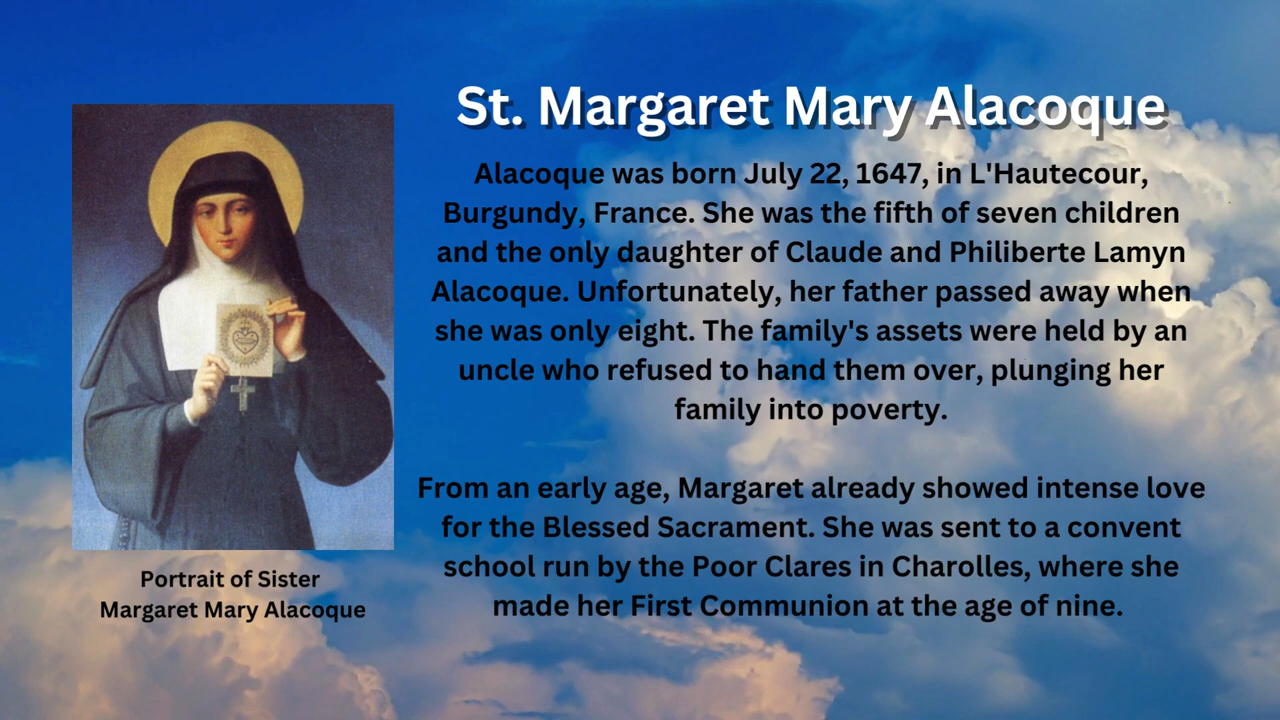 St. Margaret Mary Alacoque
Alacoque was born July 22, 1647, in L'Hautecour,
Burgundy, France. She was the fifth of seven children
and the only daughter of Claude and Philiberte Lamyn
Alacoque. Unfortunately, her father passed away when
she was only eight. The family's assets were held by an
uncle who refused to hand them over, plunging her
family into poverty.
From an early age, Margaret already showed intense love
for the Blessed Sacrament. She was sent to a convent
school run by the Poor Clares in Charolles, where she
made her First Communion at the age of nine.
Portrait of Sister
Margaret Mary Alacoque